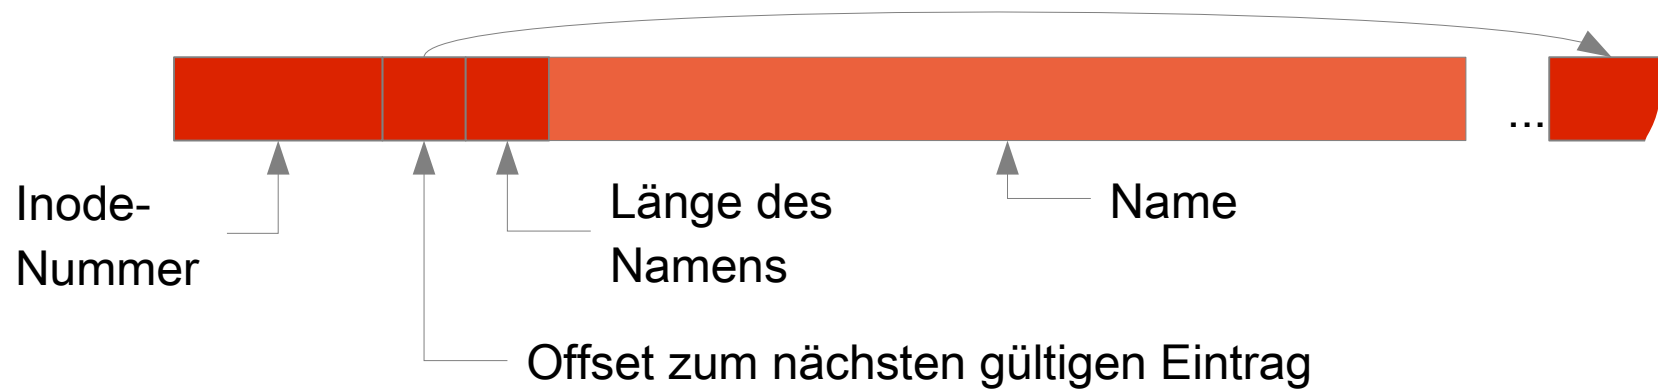 ...
Inode-
Nummer
Länge des
Namens
Name
Offset zum nächsten gültigen Eintrag